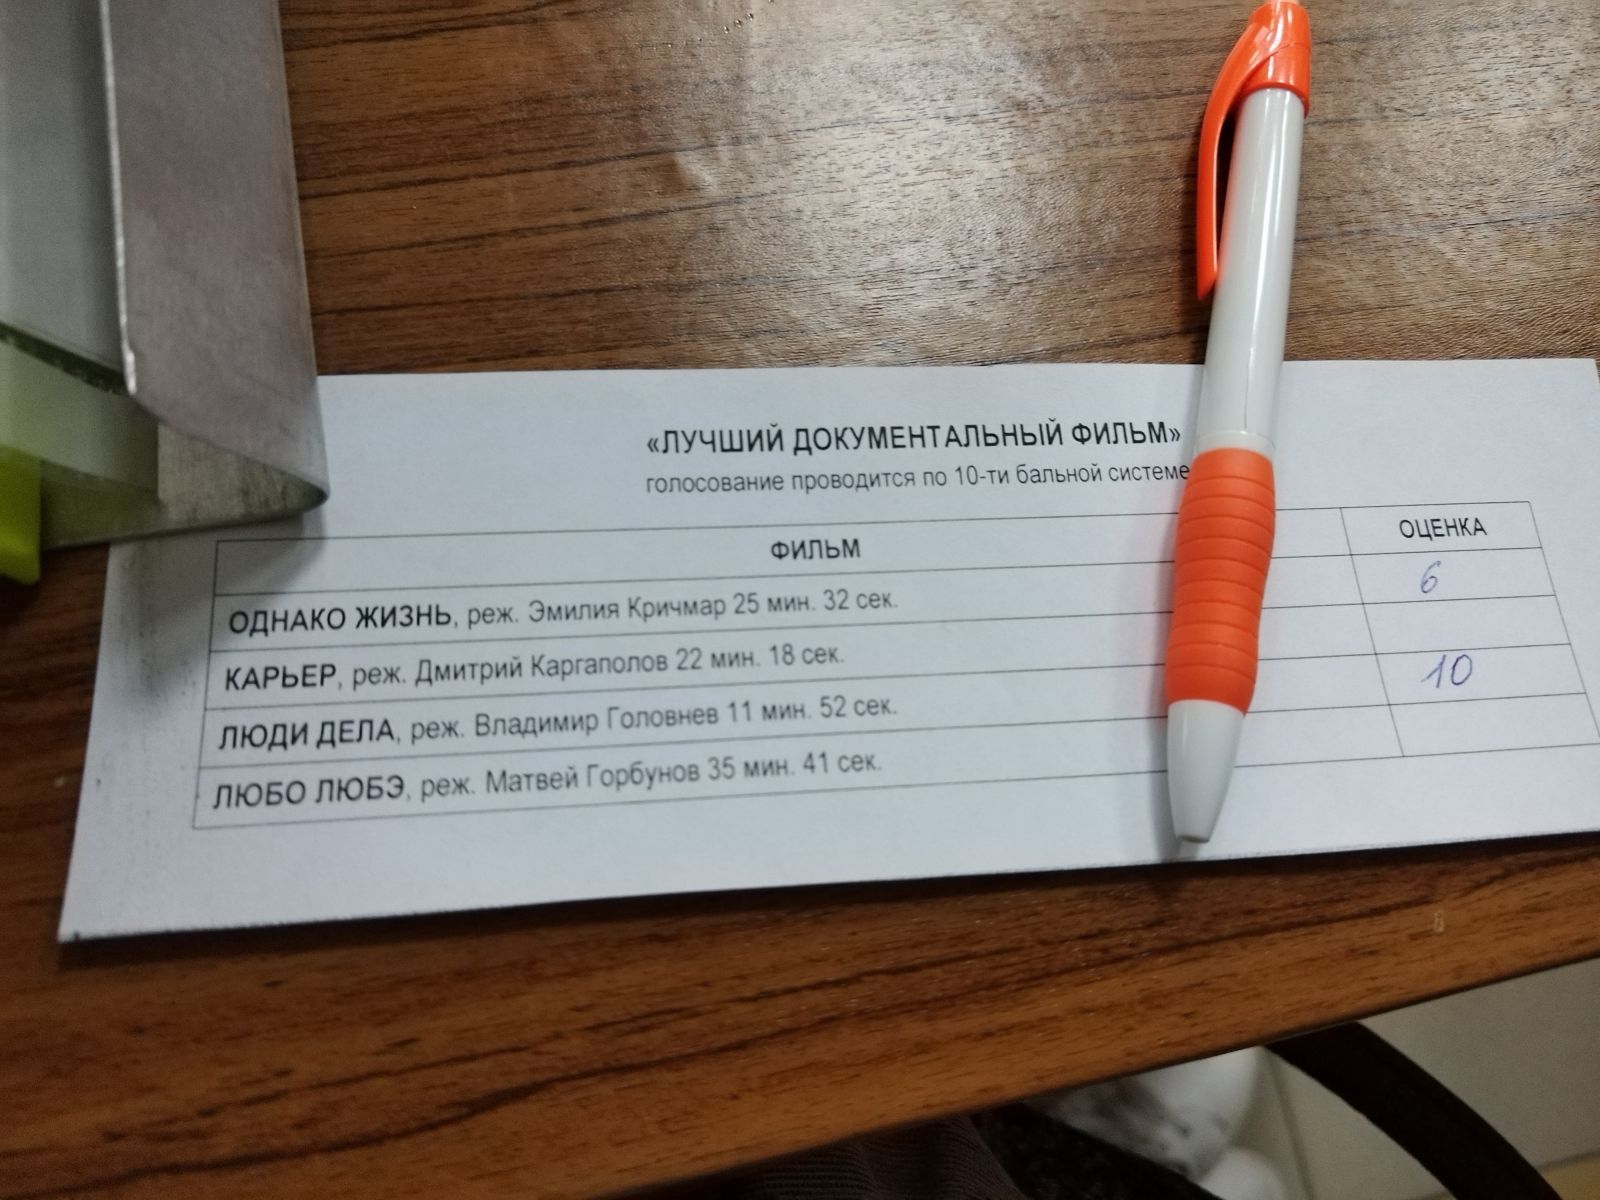 «ЛУЧШИЙ ДОКУМЕНТАЛЬНЫЙ ФИЛЬМ»
голосование проводится по 10-ти бальной системе
ФИЛЬМ ОЦЕНКА
ОДНАКО ЖИЗНЬ, реж. Эмилия Кричмар 25 мин. 32 сек. 6
КАРЬЕР, реж. Дмитрий Каргаполов 22 мин. 18 сек.
ЛЮДИ ДЕЛА, реж. Владимир Головнев 11 мин. 52 сек. 10
ЛЮБО ЛЮБЭ, реж. Матвей Горбунов 35 мин. 41 сек.